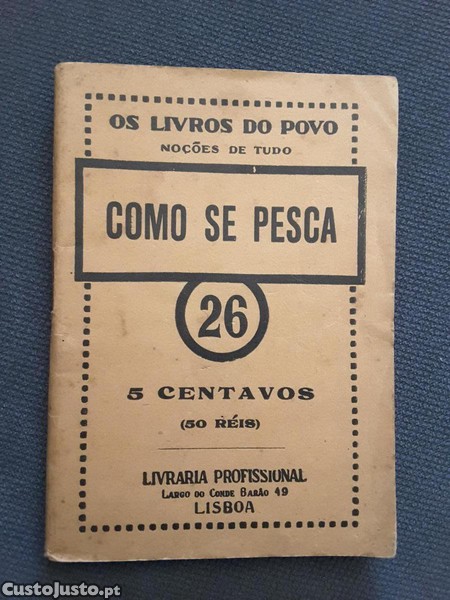 OS LIVROS DO POVO
NOÇÕES DE TUDO
COMO SE PESCA
26
5 CENTAVOS
(50 RÉIS)
LIVRARIA PROFISSIONAL
LARGO DO CONDE BARÃO 49
LISBOA
CustoJusto.pt